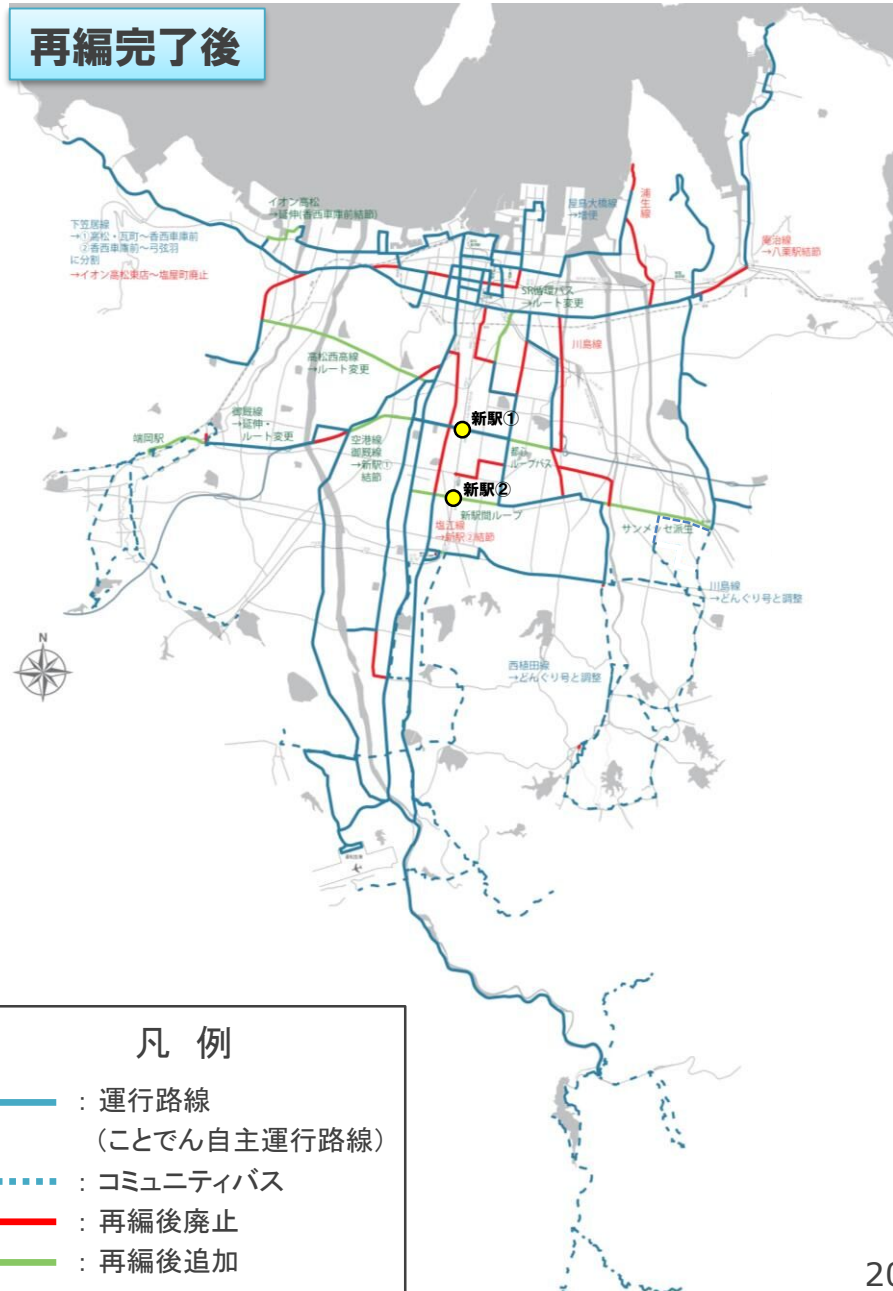 再編完了後
イオン高松
→延伸(香西車庫前結節)
下笠居線
→①高松・瓦町~香西車庫前
②香西車庫前~弓弦羽
に分割
→イオン高松東店~塩屋町廃止
屋島大橋線
→増便
浦生線
庵治線
→八栗駅結節
SR循環バス
→ルート変更
川島線
高松西高線
→ルート変更
御厩線
→延伸・
ルート変更
端岡駅
空港線
御厩線
→新駅①
結節
新駅①
ループバス
新駅②
新駅間ループ
塩江線
→新駅②結節
サンメッセ派生
川島線
→どんぐり号と調整
西植田線
→どんぐり号と調整
N
凡 例
: 運行路線
(ことでん自主運行路線)
: コミュニティバス
: 再編後廃止
: 再編後追加
20